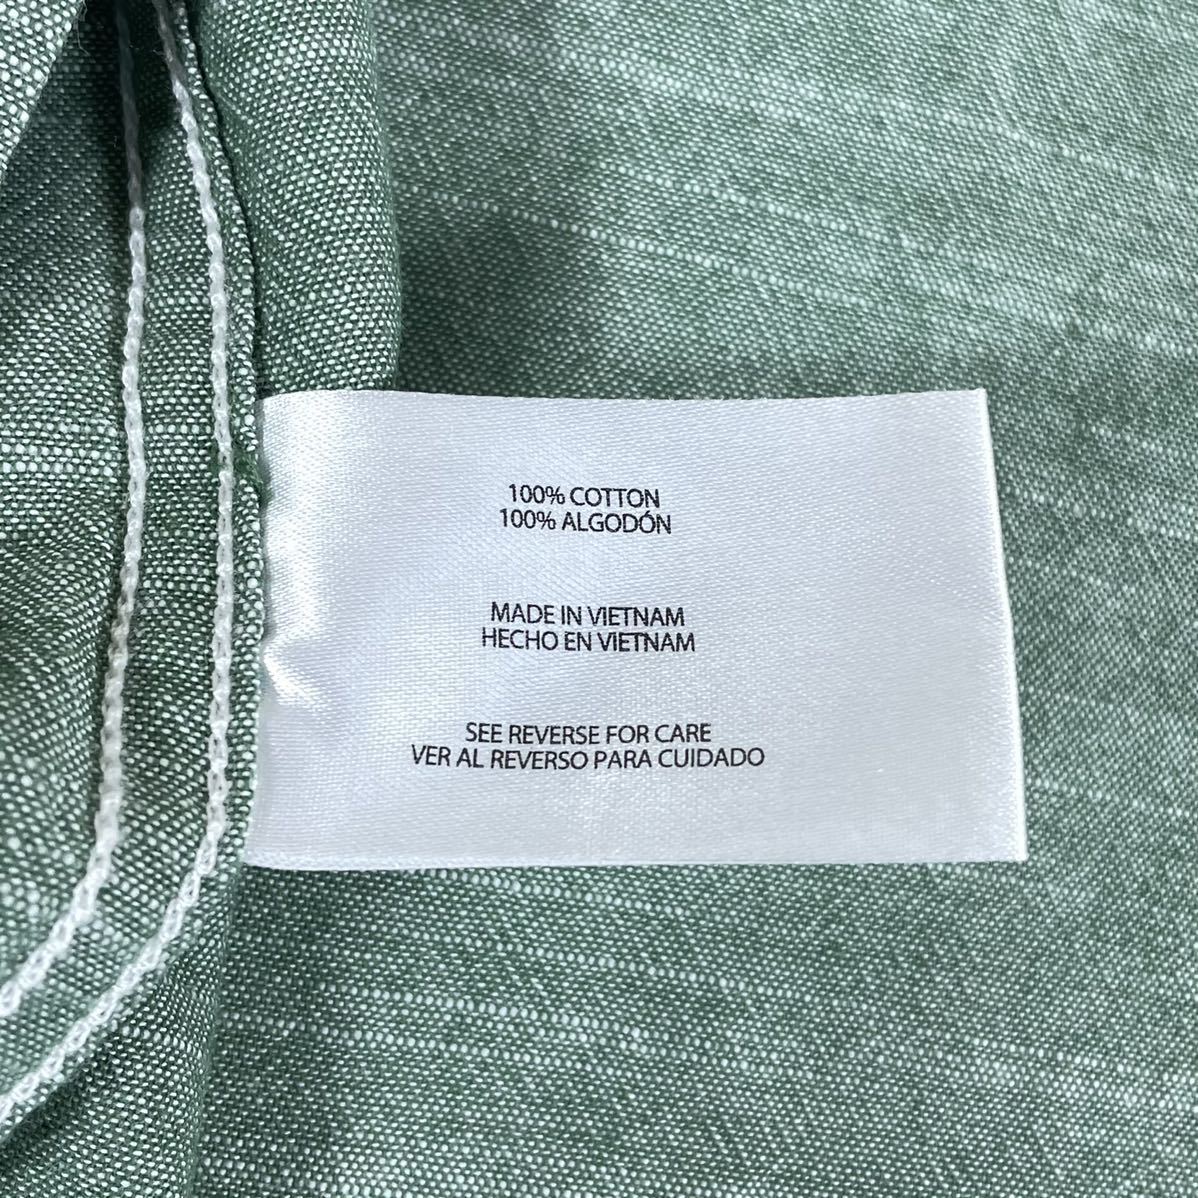 100% COTTON
100% ALGODÓN
MADE IN VIETNAM
HECHO EN VIETNAM
SEE REVERSE FOR CARE
VER AL REVERSO PARA CUIDADO